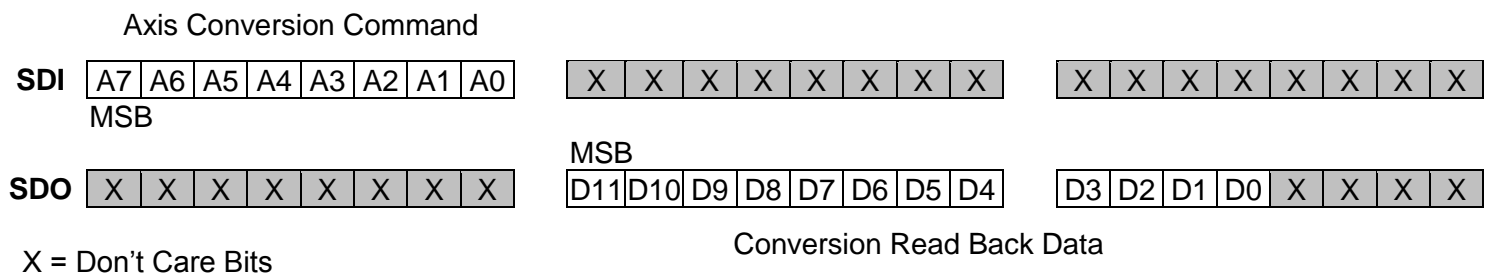 Axis Conversion Command
SDI A7 A6 A5 A4 A3 A2 A1 A0 X X X X X X X X X X X X X X X X
MSB
MSB
SDO X X X X X X X X D11 D10 D9 D8 D7 D6 D5 D4 D3 D2 D1 D0 X X X X
Conversion Read Back Data
X = Don't Care Bits